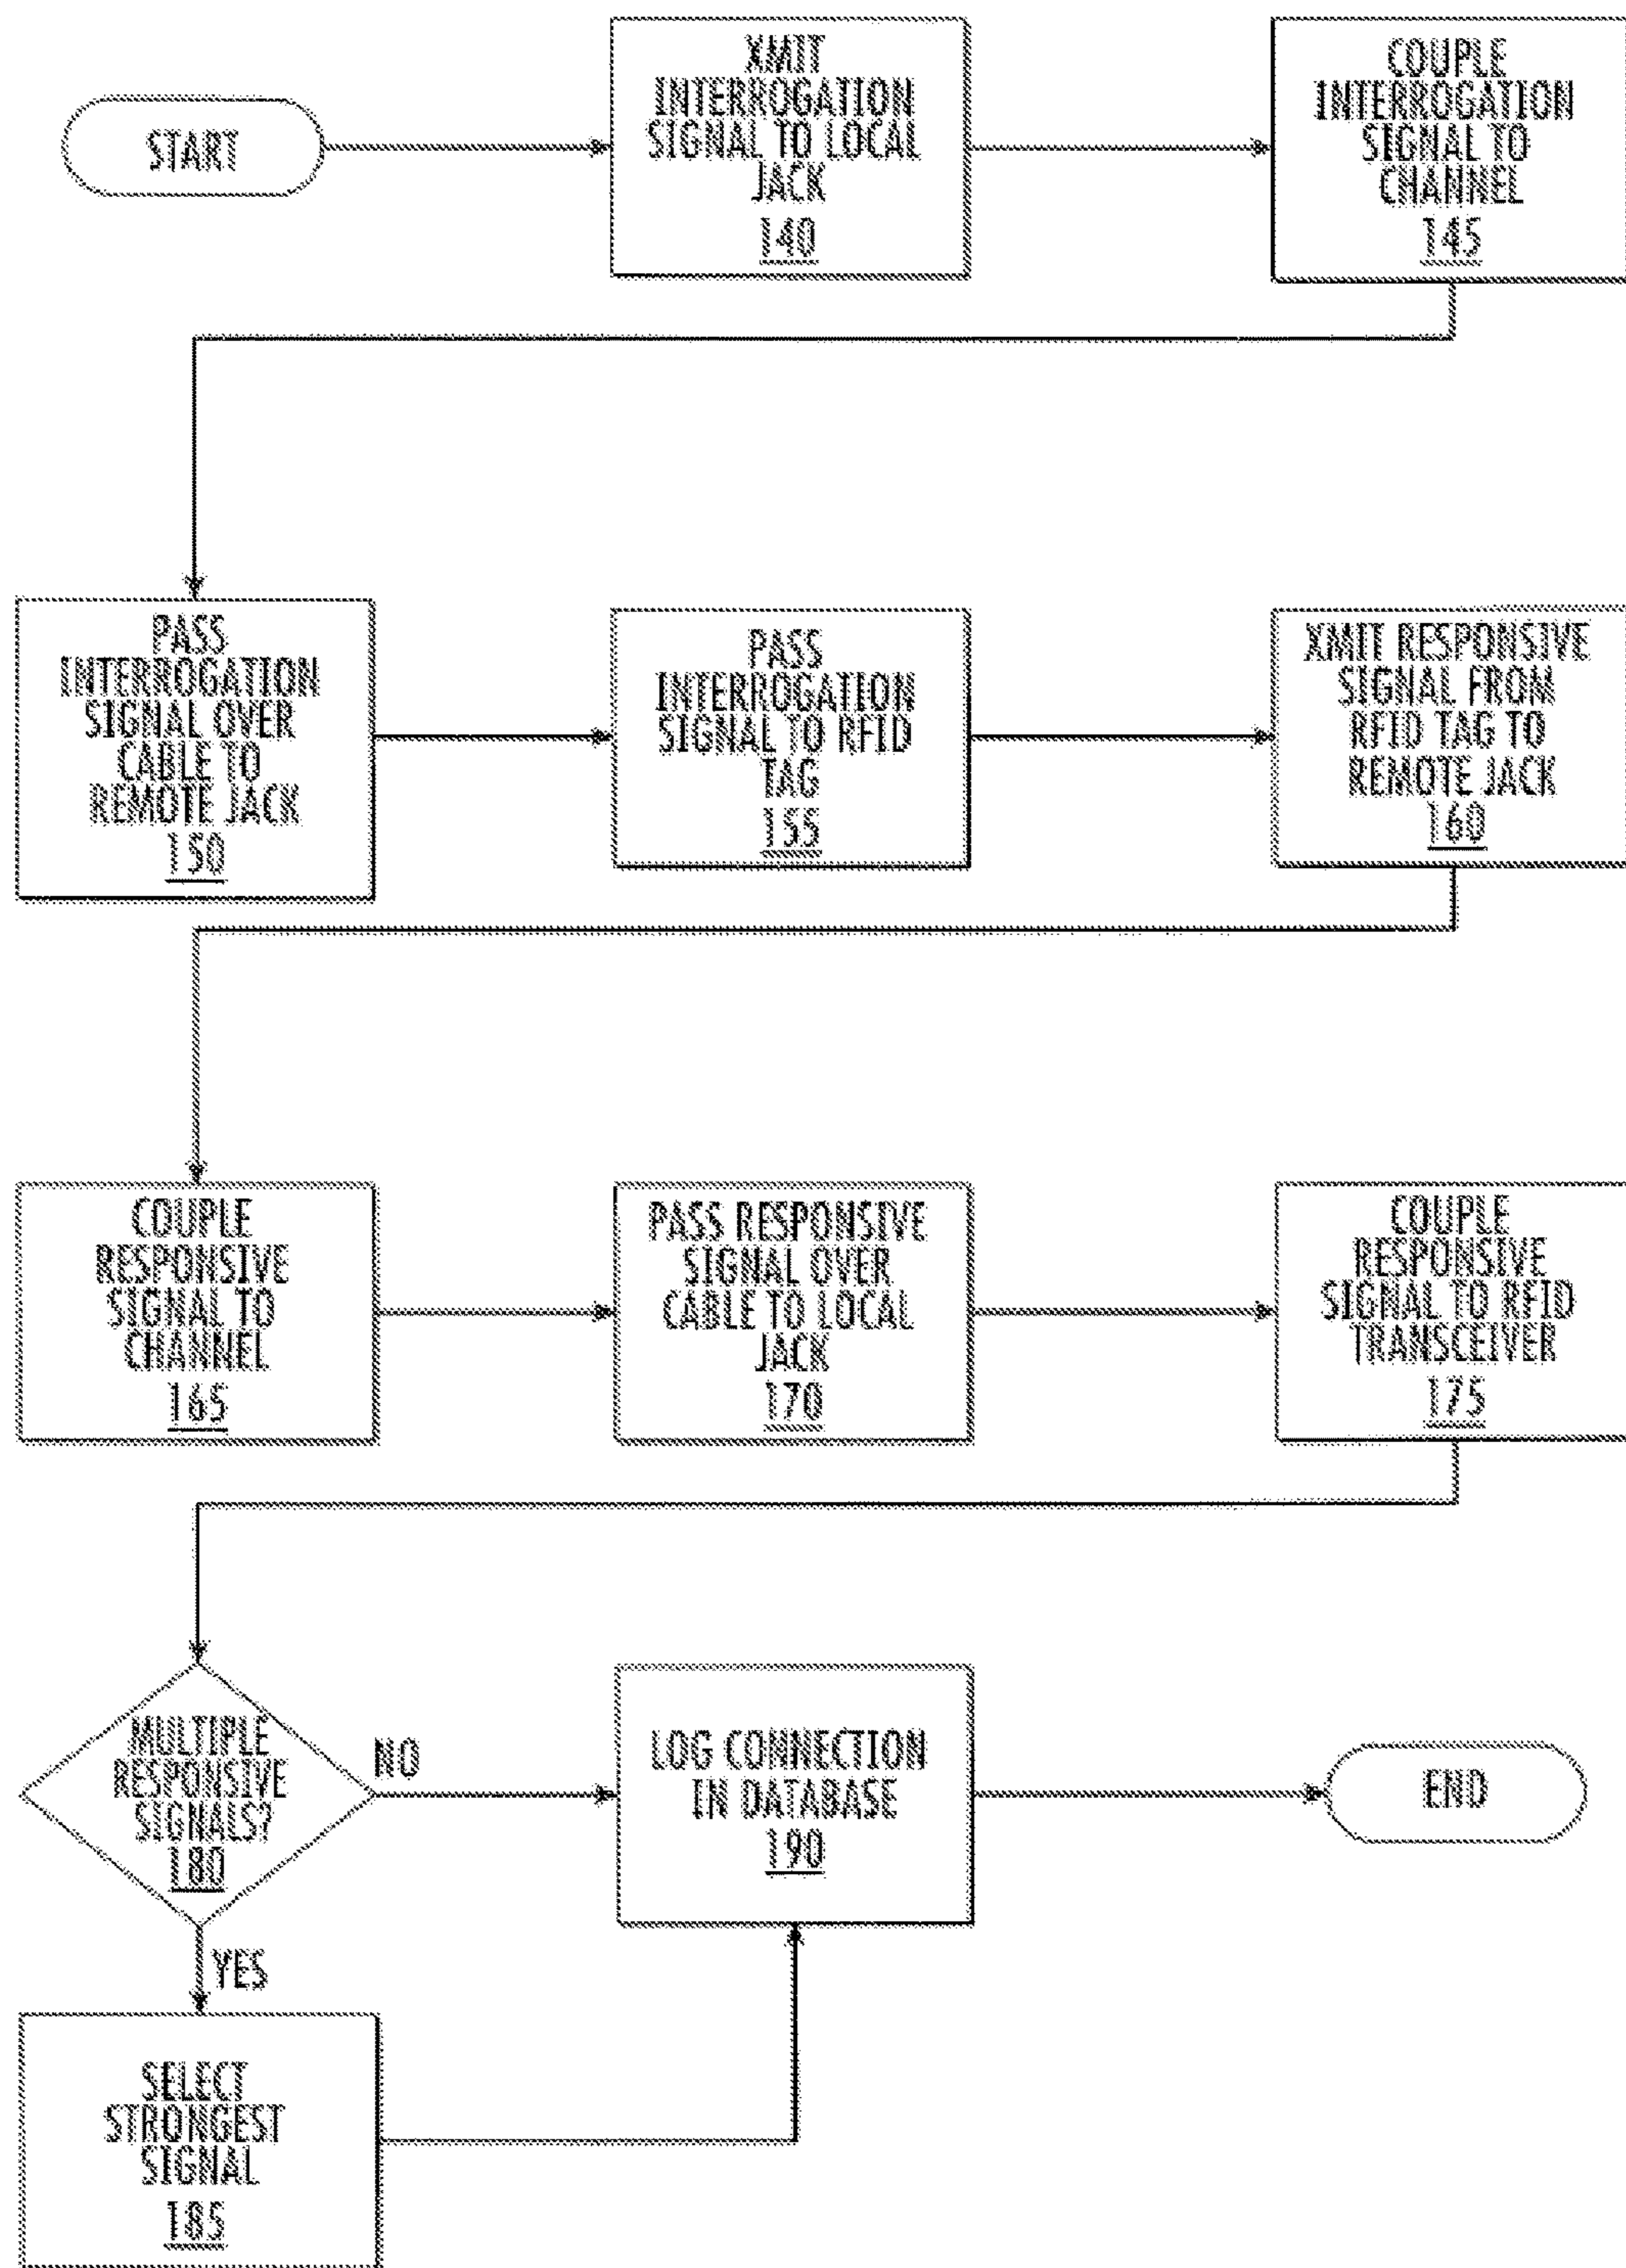 START
XMIT
INTERROGATION
SIGNAL TO LOCAL
JACK
140
COUPLE
INTERROGATION
SIGNAL TO
CHANNEL
145
PASS
INTERROGATION
SIGNAL OVER
CABLE TO
REMOTE JACK
150
PASS
INTERROGATION
SIGNAL TO RFID
TAG
155
XMIT RESPONSIVE
SIGNAL FROM
RFID TAG TO
REMOTE JACK
160
COUPLE
RESPONSIVE
SIGNAL TO
CHANNEL
165
PASS RESPONSIVE
SIGNAL OVER
CABLE TO LOCAL
JACK
170
COUPLE
RESPONSIVE
SIGNAL TO RFID
TRANSCEIVER
175
MULTIPLE
RESPONSIVE
SIGNALS?
180
NO
YES
LOG CONNECTION
IN DATABASE
190
END
SELECT
STRONGEST
SIGNAL
185